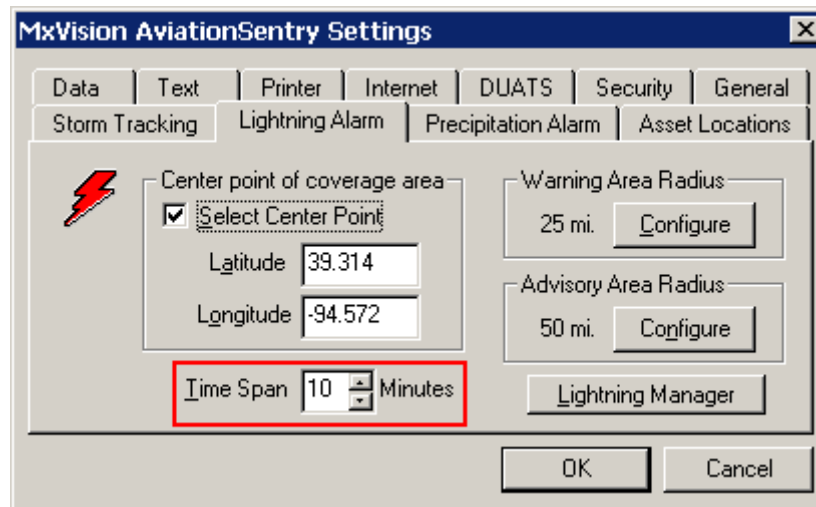 MxVision AviationSentry Settings
Data Text Printer Internet DUATS Security General
Storm Tracking Lightning Alarm Precipitation Alarm Asset Locations
Center point of coverage area
Select Center Point
Latitude 39.314
Longitude -94.572
Time Span 10 Minutes
Warning Area Radius
25 mi. Configure
Advisory Area Radius
50 mi. Configure
Lightning Manager
OK Cancel